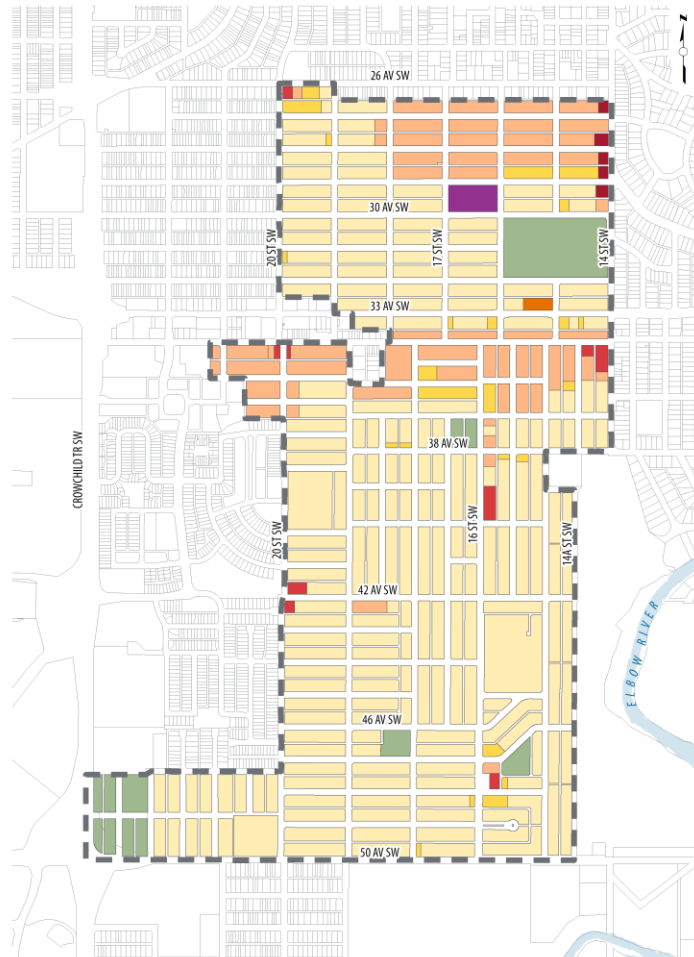 N
26 AV SW
30 AV SW
20 ST SW
17 ST SW
14 ST SW
33 AV SW
38 AV SW
CROWCHILD TR SW
20 ST SW
16 ST SW
14A ST SW
42 AV SW
ELBOW RIVER
46 AV SW
50 AV SW